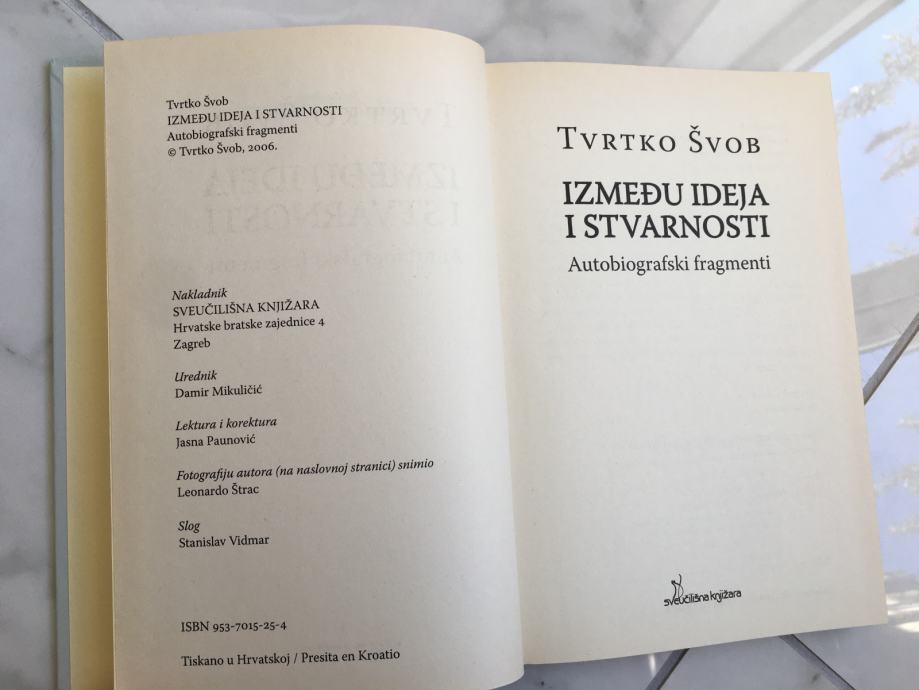 Tvrtko Švob
IZMEĐU IDEJA I STVARNOSTI
Autobiografski fragmenti
© Tvrtko Švob, 2006.
Nakladnik
SVEUČILIŠNA KNJIŽARA
Hrvatske bratske zajednice 4
Zagreb
Urednik
Damir Mikuličić
Lektura i korektura
Jasna Paunović
Fotografiju autora (na naslovnoj stranici) snimio
Leonardo Štrac
Slog
Stanislav Vidmar
ISBN 953-7015-25-4
Tiskano u Hrvatskoj / Presita en Kroatio
TVRTKO ŠVOB
IZMEĐU IDEJA
I STVARNOSTI
Autobiografski fragmenti
sveučilišna knjižara